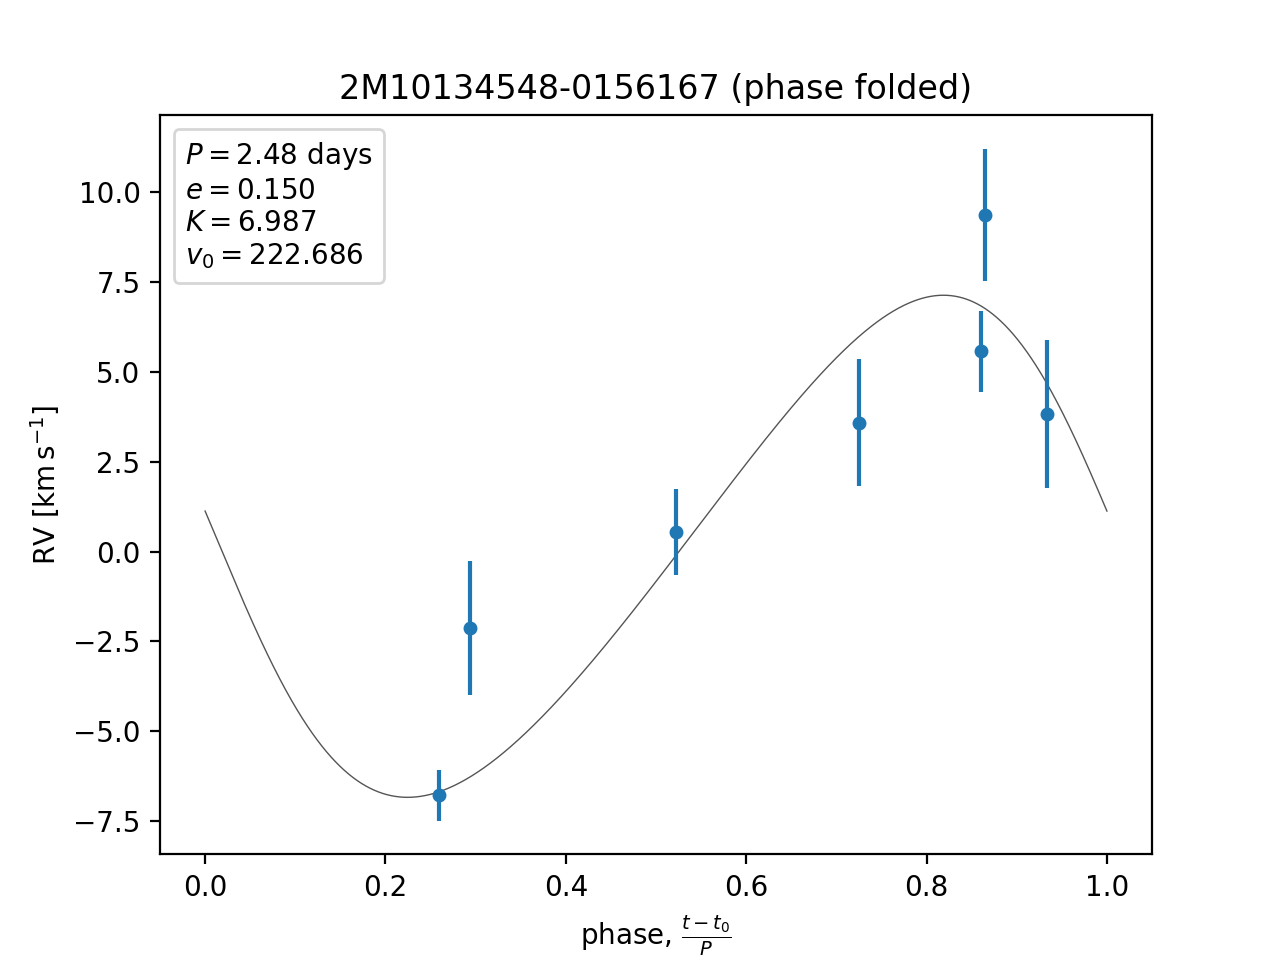 2M10134548-0156167 (phase folded)
P = 2.48 days
e = 0.150
K = 6.987
v₀ = 222.686
RV [km s⁻¹]
10.0
7.5
5.0
2.5
0.0
−2.5
−5.0
−7.5
0.0 0.2 0.4 0.6 0.8 1.0
phase, (t − t₀)/P